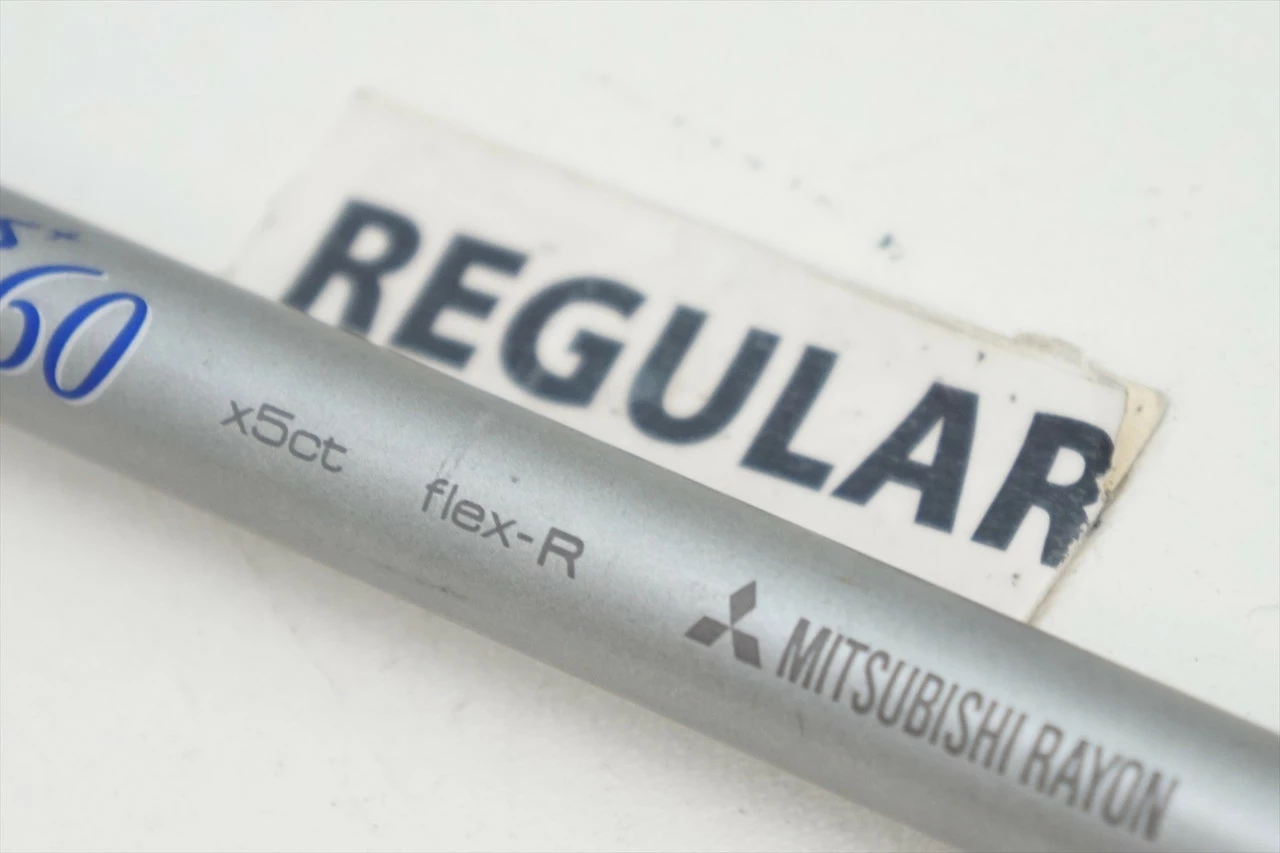 REGULAR
60
x5ct flex-R MITSUBISHI RAYON